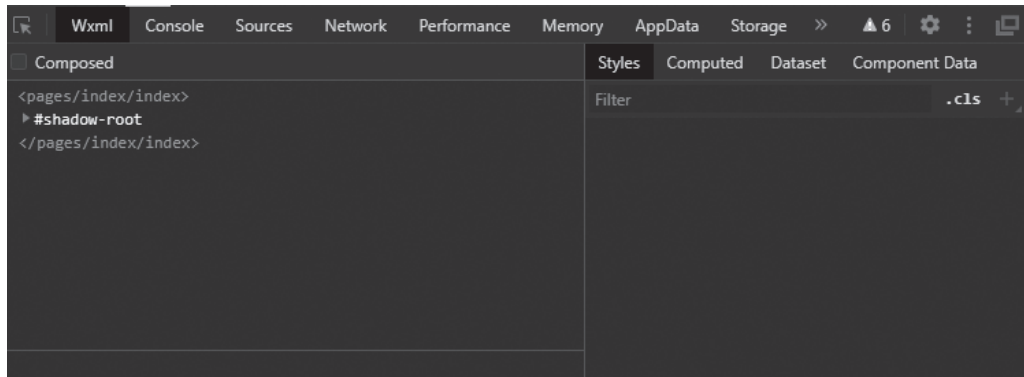 Wxml Console Sources Network Performance Memory AppData Storage » 6
Composed
Styles Computed Dataset Component Data
<pages/index/index>
Filter .cls +
▶ #shadow-root
</pages/index/index>